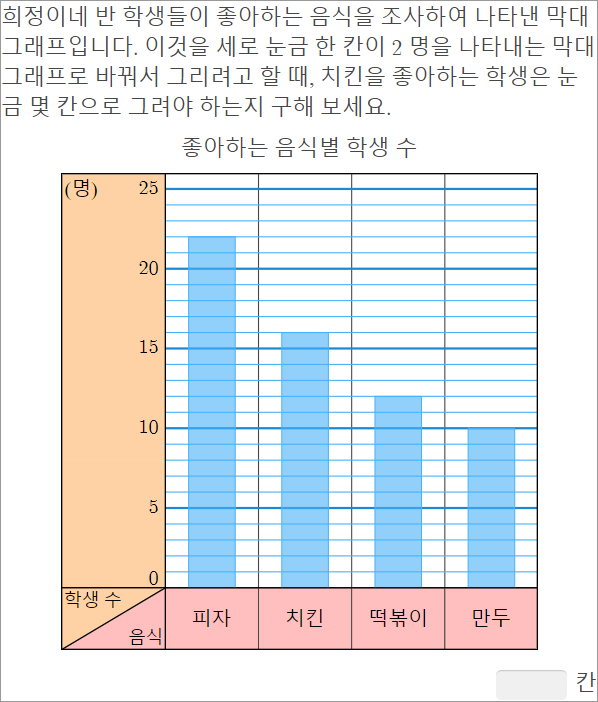 희정이네 반 학생들이 좋아하는 음식을 조사하여 나타낸 막대
그래프입니다. 이것을 세로 눈금 한 칸이 2 명을 나타내는 막대
그래프로 바꿔서 그리려고 할 때, 치킨을 좋아하는 학생은 눈
금 몇 칸으로 그려야 하는지 구해 보세요.
좋아하는 음식별 학생 수
(명) 25
20
15
10
5
0
학생 수
음식
피자 치킨 떡볶이 만두
칸